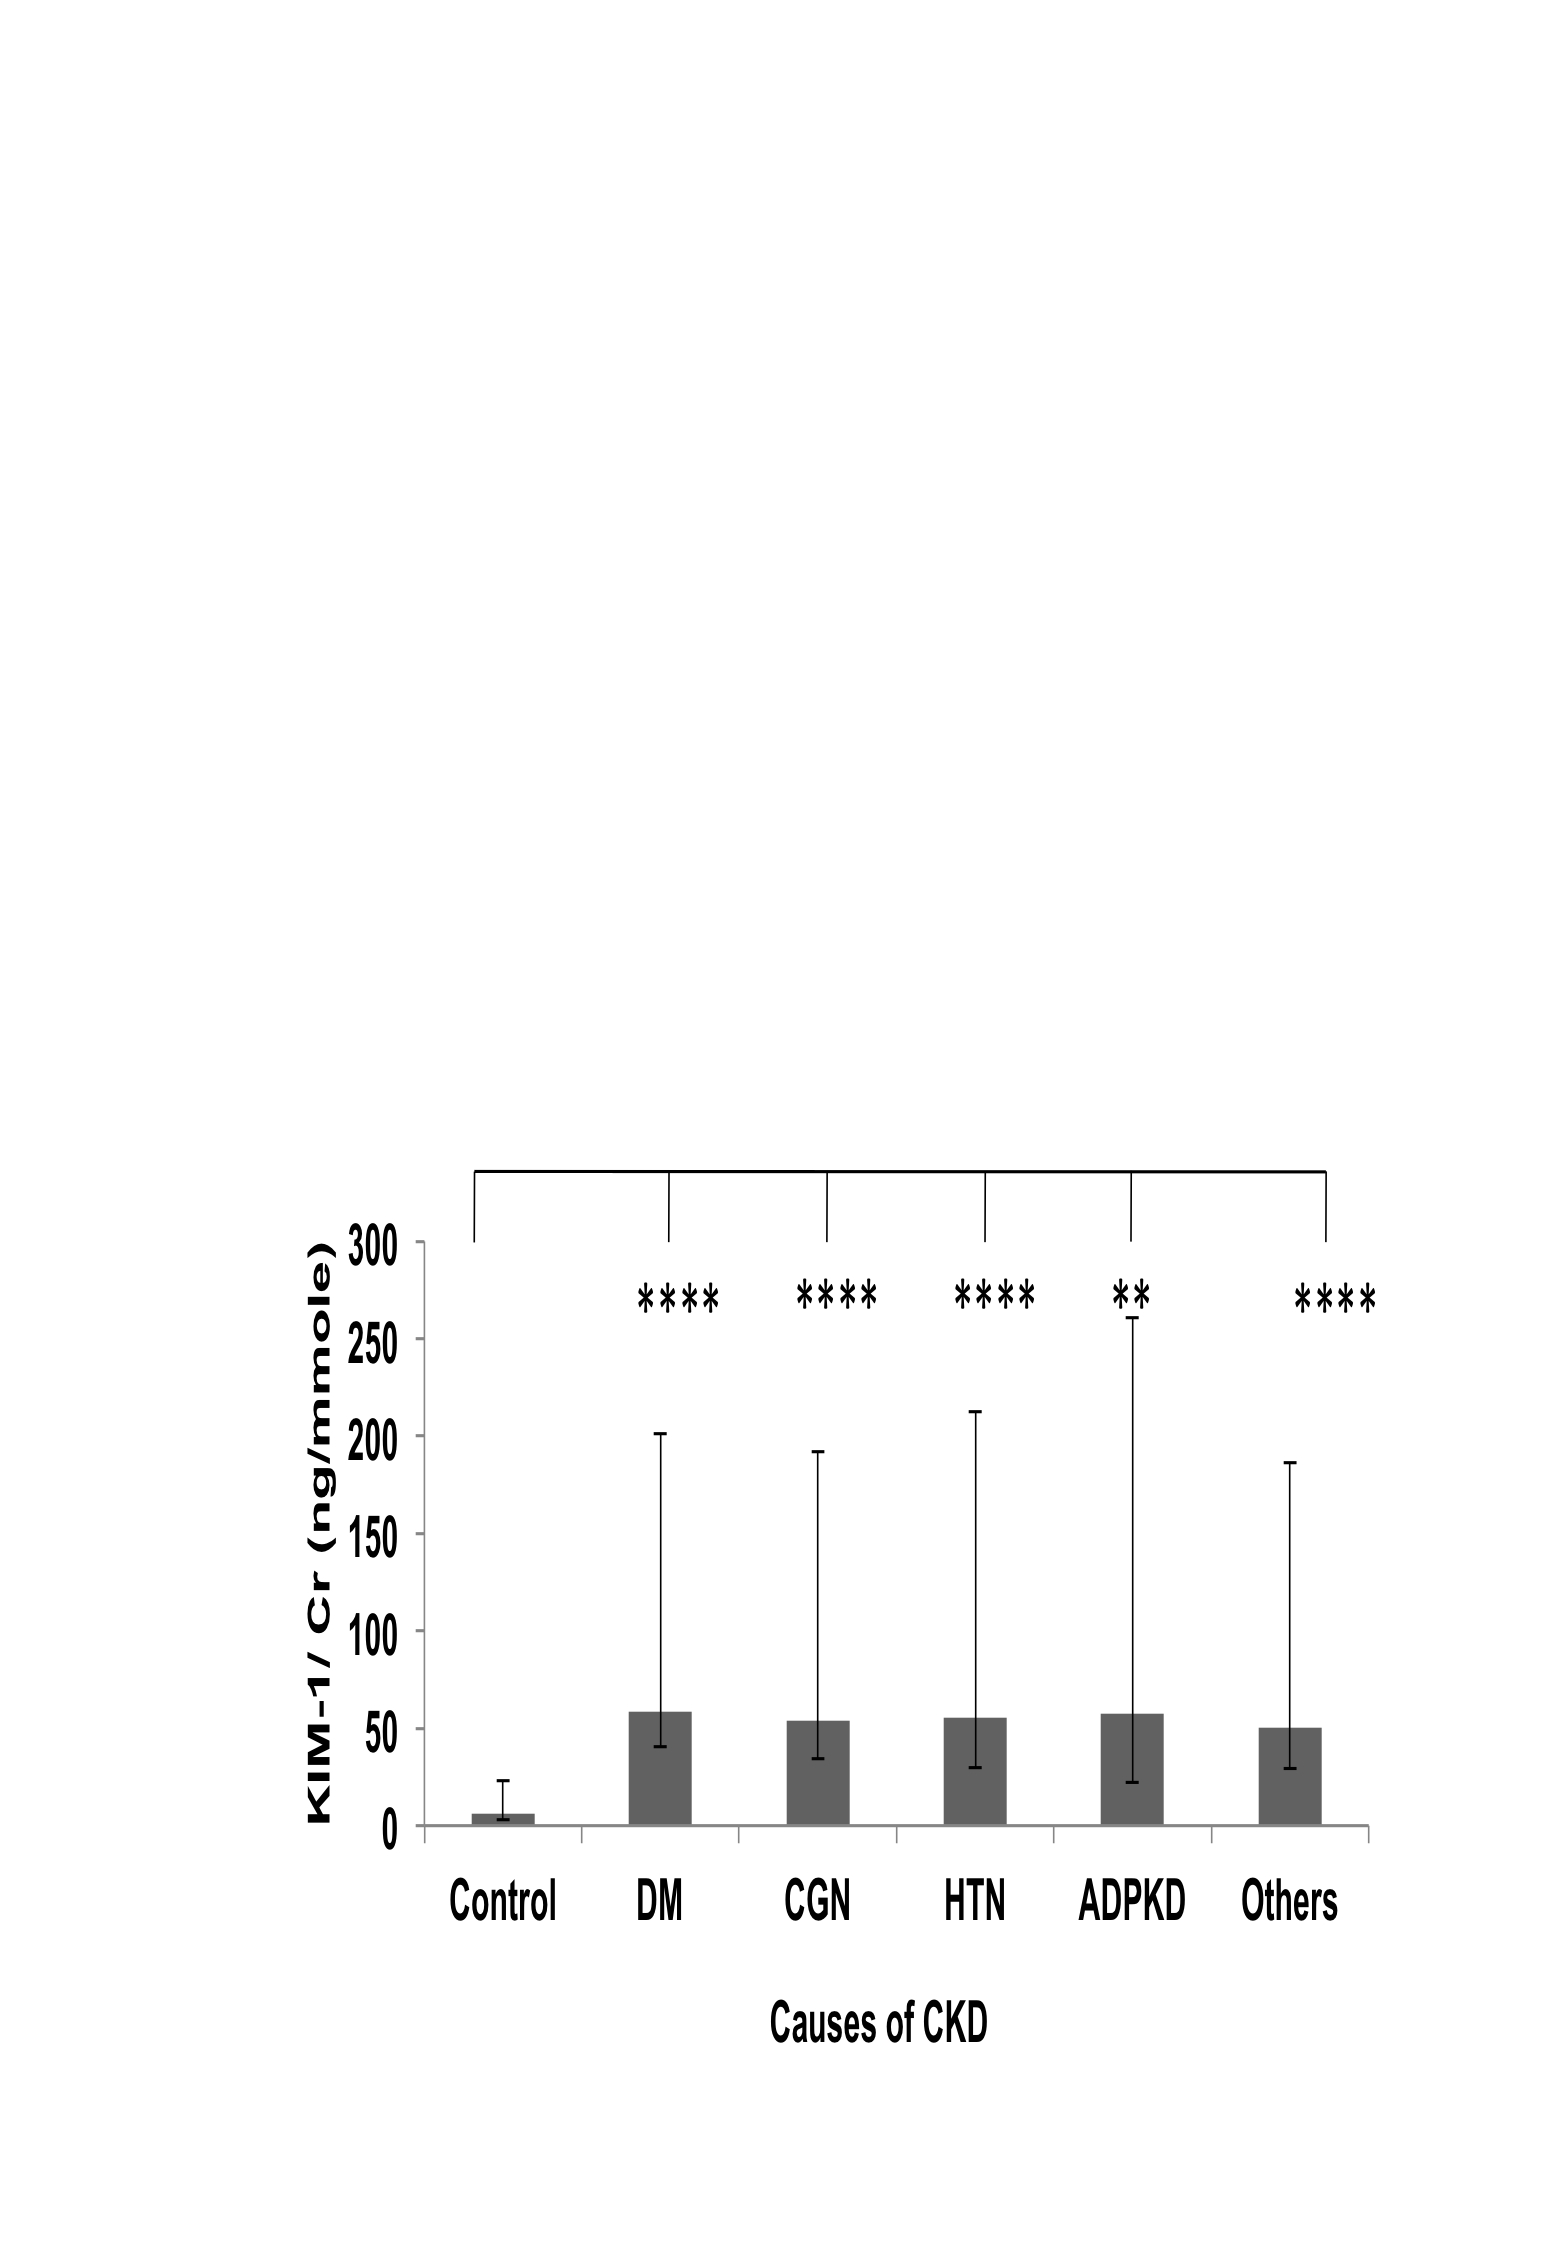 KIM-1/ Cr (ng/mmole)
300
250
200
150
100
50
0
**** **** **** ** ****
Control DM CGN HTN ADPKD Others
Causes of CKD